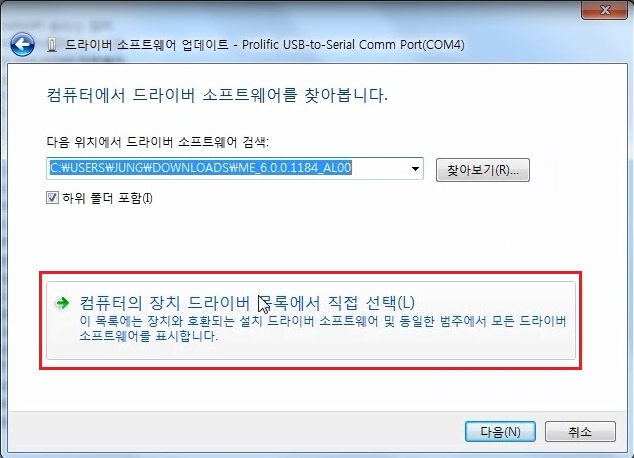 드라이버 소프트웨어 업데이트 - Prolific USB-to-Serial Comm Port(COM4)
컴퓨터에서 드라이버 소프트웨어를 찾아봅니다.
다음 위치에서 드라이버 소프트웨어 검색:
C:₩USERS₩JUNG₩DOWNLOADS₩ME_6.0.0.1184_AL00
찾아보기(R)...
하위 폴더 포함(I)
컴퓨터의 장치 드라이버 목록에서 직접 선택(L)
이 목록에는 장치와 호환되는 설치 드라이버 소프트웨어 및 동일한 범주에서 모든 드라이버
소프트웨어를 표시합니다.
다음(N)
취소